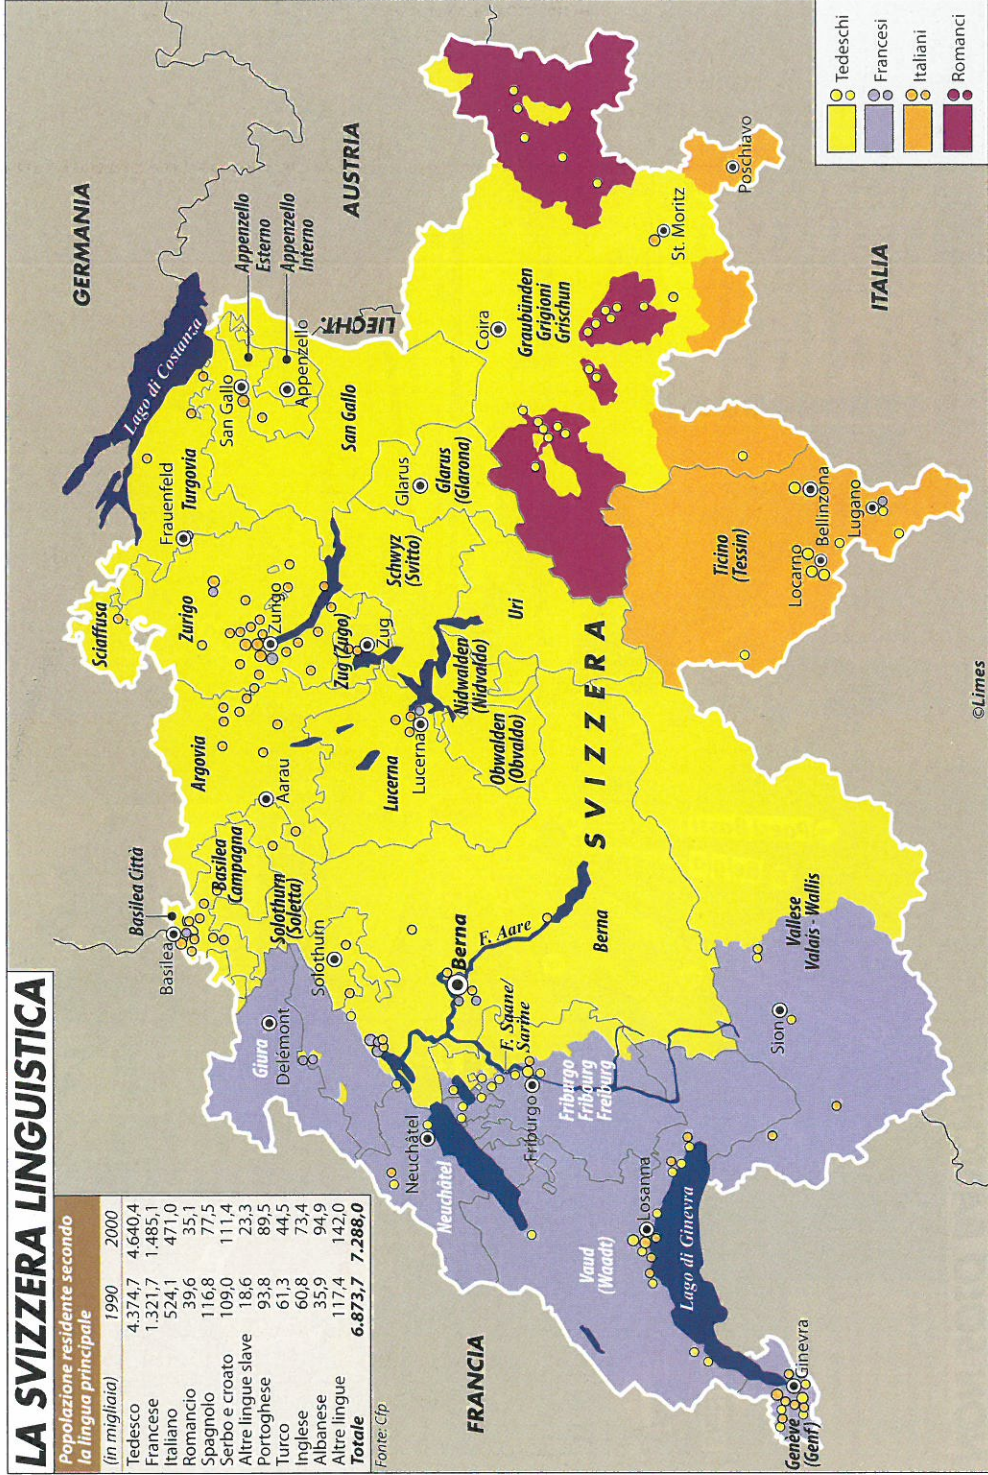 LA SVIZZERA LINGUISTICA
Popolazione residente secondo
la lingua principale
(in migliaia) 1990 2000
Tedesco 4.374,7 4.640,4
Francese 1.321,7 1.485,1
Italiano 524,1 471,0
Romancio 39,6 35,1
Spagnolo 116,8 77,5
Serbo e croato 109,0 111,4
Altre lingue slave 18,6 23,3
Portoghese 93,8 89,5
Turco 61,3 44,5
Inglese 60,8 73,4
Albanese 35,9 94,9
Altre lingue 117,4 142,0
Totale 6.873,7 7.288,0
Fonte: Cfp
GERMANIA
AUSTRIA
LIECHT.
ITALIA
FRANCIA
SVIZZERA
Basilea Città
Basilea
Basilea
Campagna
Sciaffusa
Lago di Costanza
Frauenfeld
Turgovia
Zurigo
Zurigo
Argovia
Aarau
Solothurn
(Soletta)
Solothurn
Giura
Delémont
San Gallo
San Gallo
Appenzello
Esterno
Appenzello
Interno
Appenzello
Zug (Zugo)
Zug
Schwyz
(Svitto)
Glarus
Glarus
(Glarona)
Lucerna
Lucerna
Nidwalden
(Nidvaldo)
Obwalden
(Obvaldo)
Uri
Berna
F. Aare
Berna
F. Saane/
Sarine
Neuchâtel
Neuchâtel
Friburgo
Friburgo
Fribourg
Freiburg
Vaud
(Waadt)
Losanna
Lago di Ginevra
Ginevra
Genève
(Genf)
Sion
Vallese
Valais - Wallis
Coira
Graubünden
Grigioni
Grischun
St. Moritz
Poschiavo
Ticino
(Tessin)
Locarno
Bellinzona
Lugano
Tedeschi
Francesi
Italiani
Romanci
©Limes